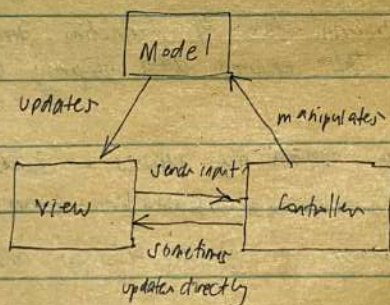 Model
updates
manipulates
sends input
View
Controller
sometimes
updates directly